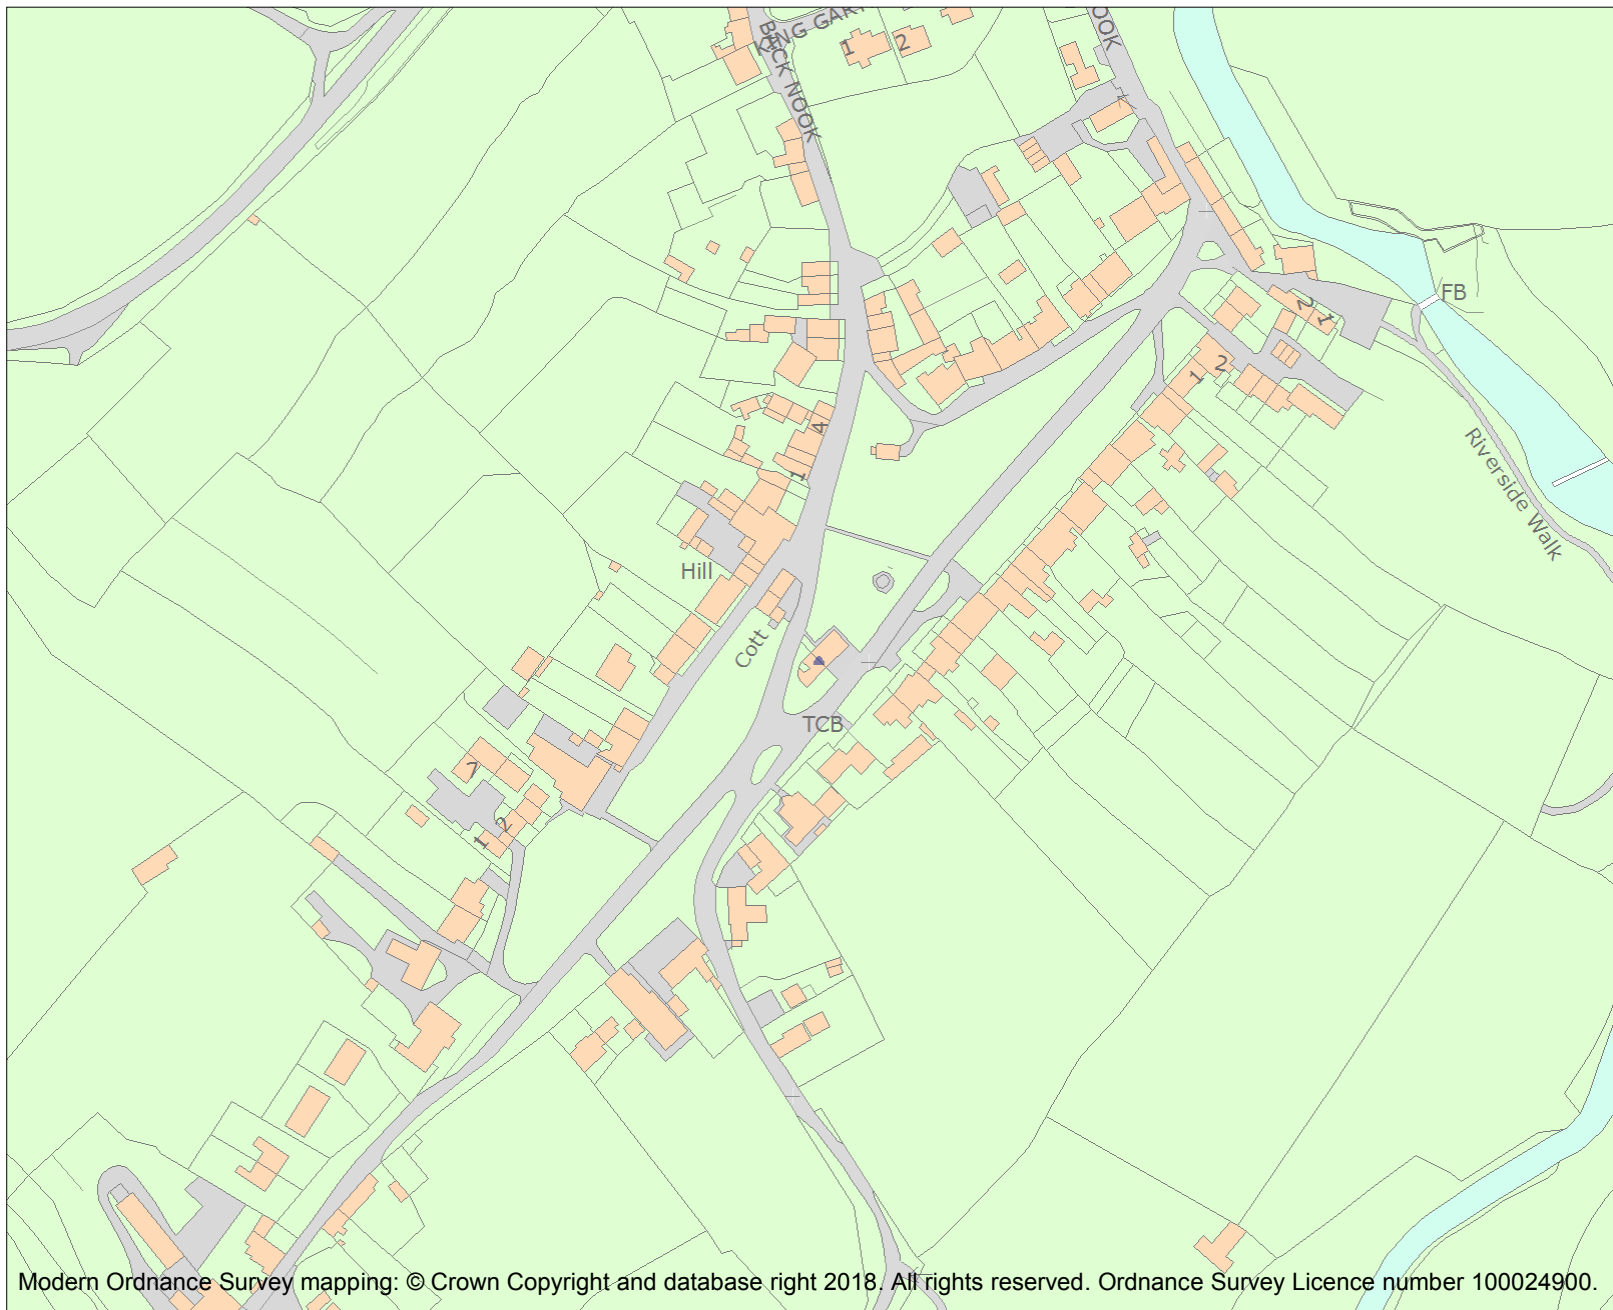 KING GART
BACK NOOK
OOK
1
2
FB
2
1
2
1
4
1
Riverside Walk
Hill
Cott
TCB
7
2
1
Modern Ordnance Survey mapping: © Crown Copyright and database right 2018. All rights reserved. Ordnance Survey Licence number 100024900.